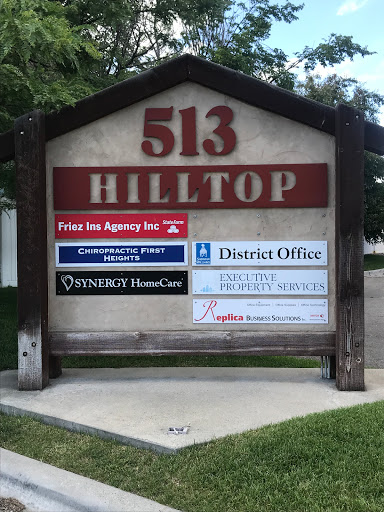 513
HILLTOP
Friez Ins Agency Inc
StateFarm
CHIROPRACTIC FIRST
HEIGHTS
SYNERGY HomeCare
District Office
EXECUTIVE
PROPERTY SERVICES
Replica BUSINESS SOLUTIONS